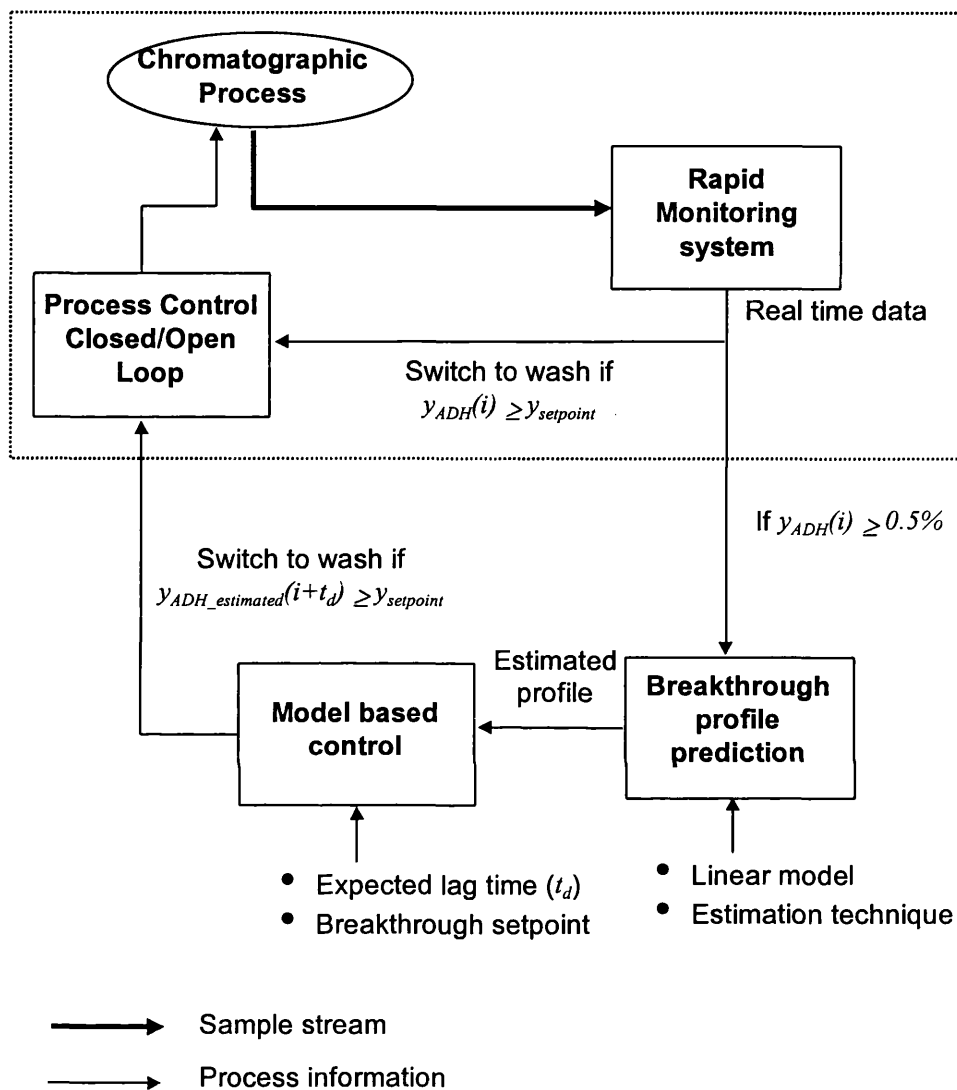 Chromatographic
Process
Rapid
Monitoring
system
Process Control
Closed/Open
Loop
Real time data
Switch to wash if
y_ADH(i) ≥ y_setpoint
If y_ADH(i) ≥ 0.5%
Switch to wash if
y_ADH_estimated(i+t_d) ≥ y_setpoint
Estimated
profile
Model based
control
Breakthrough
profile
prediction
• Expected lag time (t_d)
• Breakthrough setpoint
• Linear model
• Estimation technique
Sample stream
Process information